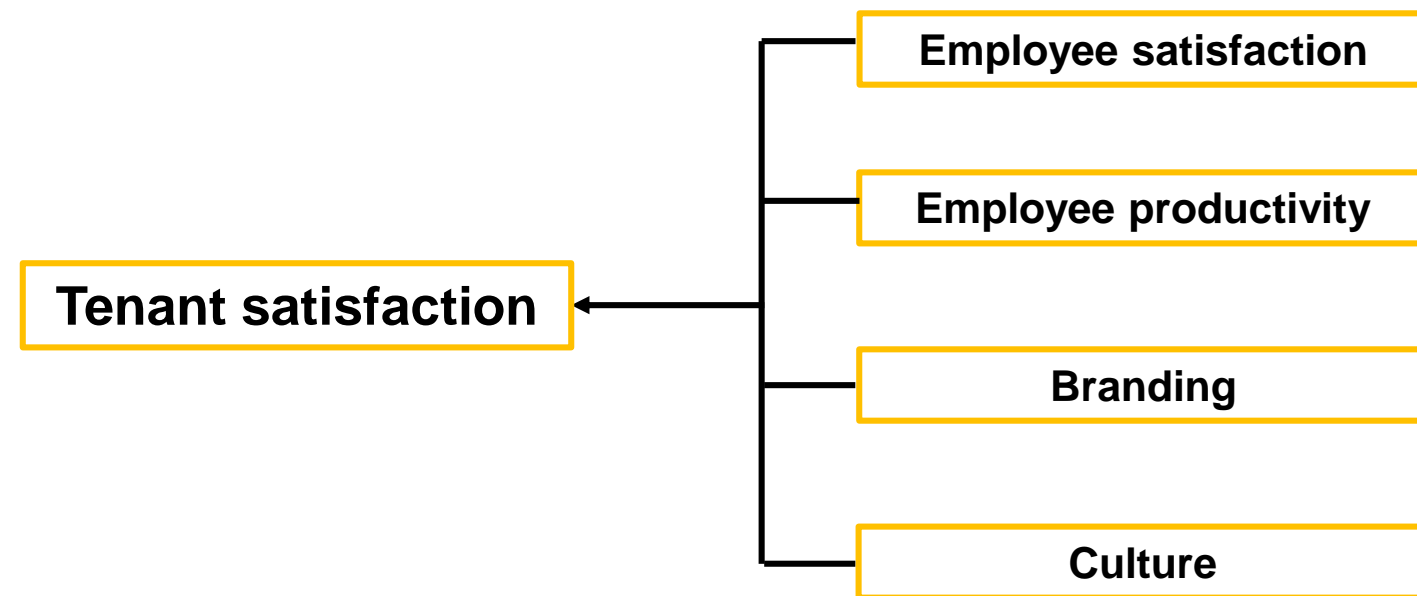 Employee satisfaction
Employee productivity
Tenant satisfaction
Branding
Culture